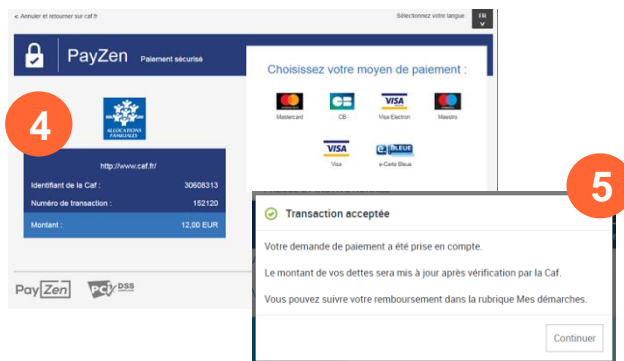 < Annuler et retourner sur caf.fr
Sélectionnez votre langue
FR
v
PayZen Paiement sécurisé
Choisissez votre moyen de paiement :
Mastercard
CB
Visa Electron
Maestro
CB
VISA
VISA
Visa
e BLEUE
e-Carte Bleue
4
ALLOCATIONS
FAMILIALES
http://www.caf.fr/
Identifiant de la Caf : 30608313
Numéro de transaction : 152120
Montant : 12,00 EUR
PayZen
PCI DSS
5
Transaction acceptée
Votre demande de paiement a été prise en compte.
Le montant de vos dettes sera mis à jour après vérification par la Caf.
Vous pouvez suivre votre remboursement dans la rubrique Mes démarches.
Continuer